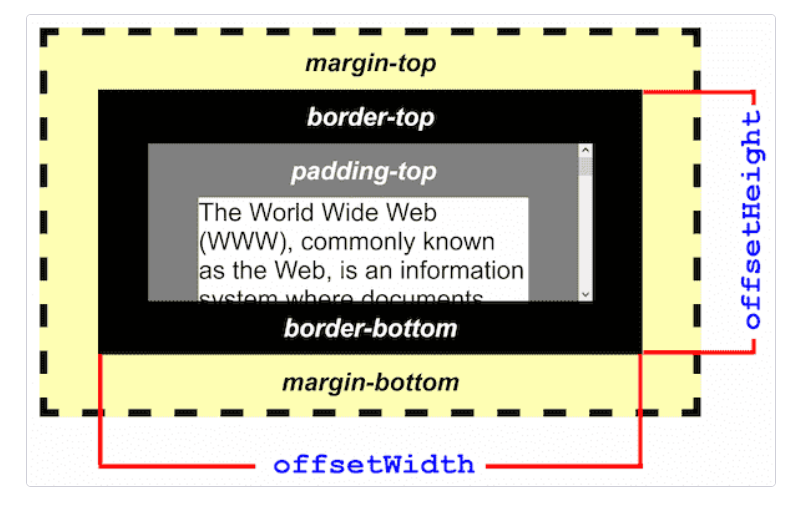 margin-top
border-top
padding-top
The World Wide Web
(WWW), commonly known
as the Web, is an information
system where documents
border-bottom
margin-bottom
offsetHeight
offsetWidth